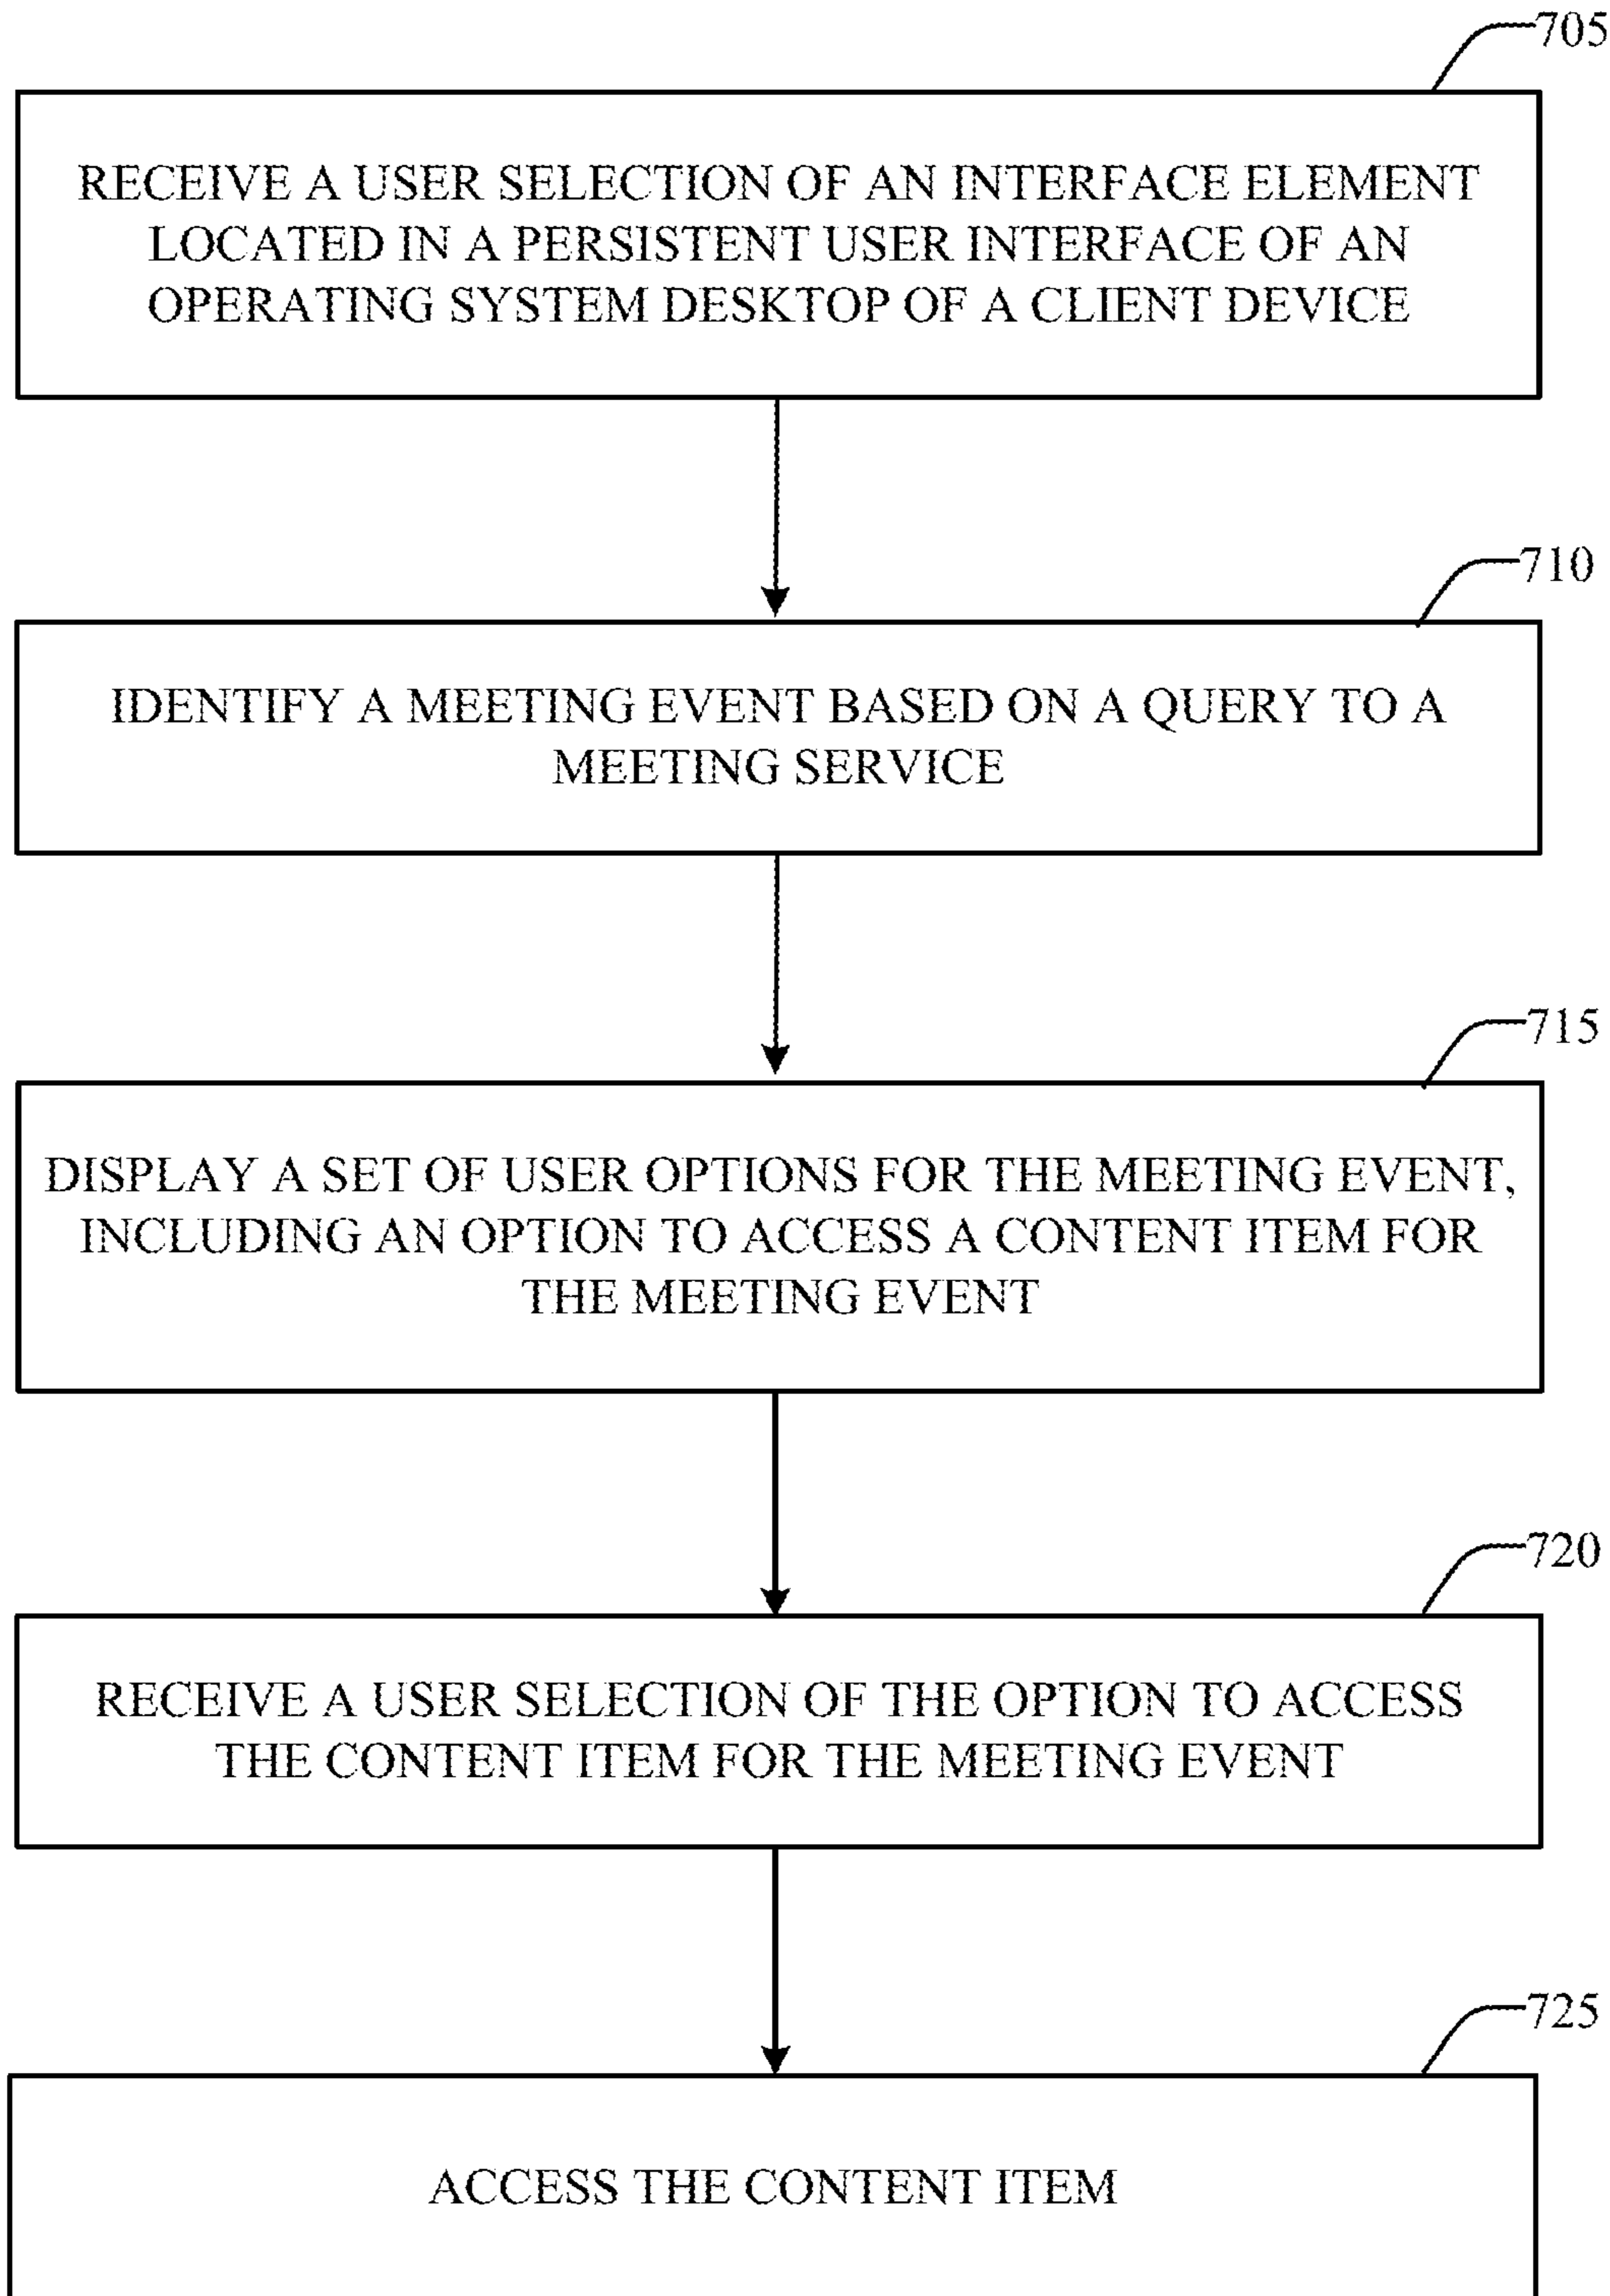 705
RECEIVE A USER SELECTION OF AN INTERFACE ELEMENT
LOCATED IN A PERSISTENT USER INTERFACE OF AN
OPERATING SYSTEM DESKTOP OF A CLIENT DEVICE
710
IDENTIFY A MEETING EVENT BASED ON A QUERY TO A
MEETING SERVICE
715
DISPLAY A SET OF USER OPTIONS FOR THE MEETING EVENT,
INCLUDING AN OPTION TO ACCESS A CONTENT ITEM FOR
THE MEETING EVENT
720
RECEIVE A USER SELECTION OF THE OPTION TO ACCESS
THE CONTENT ITEM FOR THE MEETING EVENT
725
ACCESS THE CONTENT ITEM